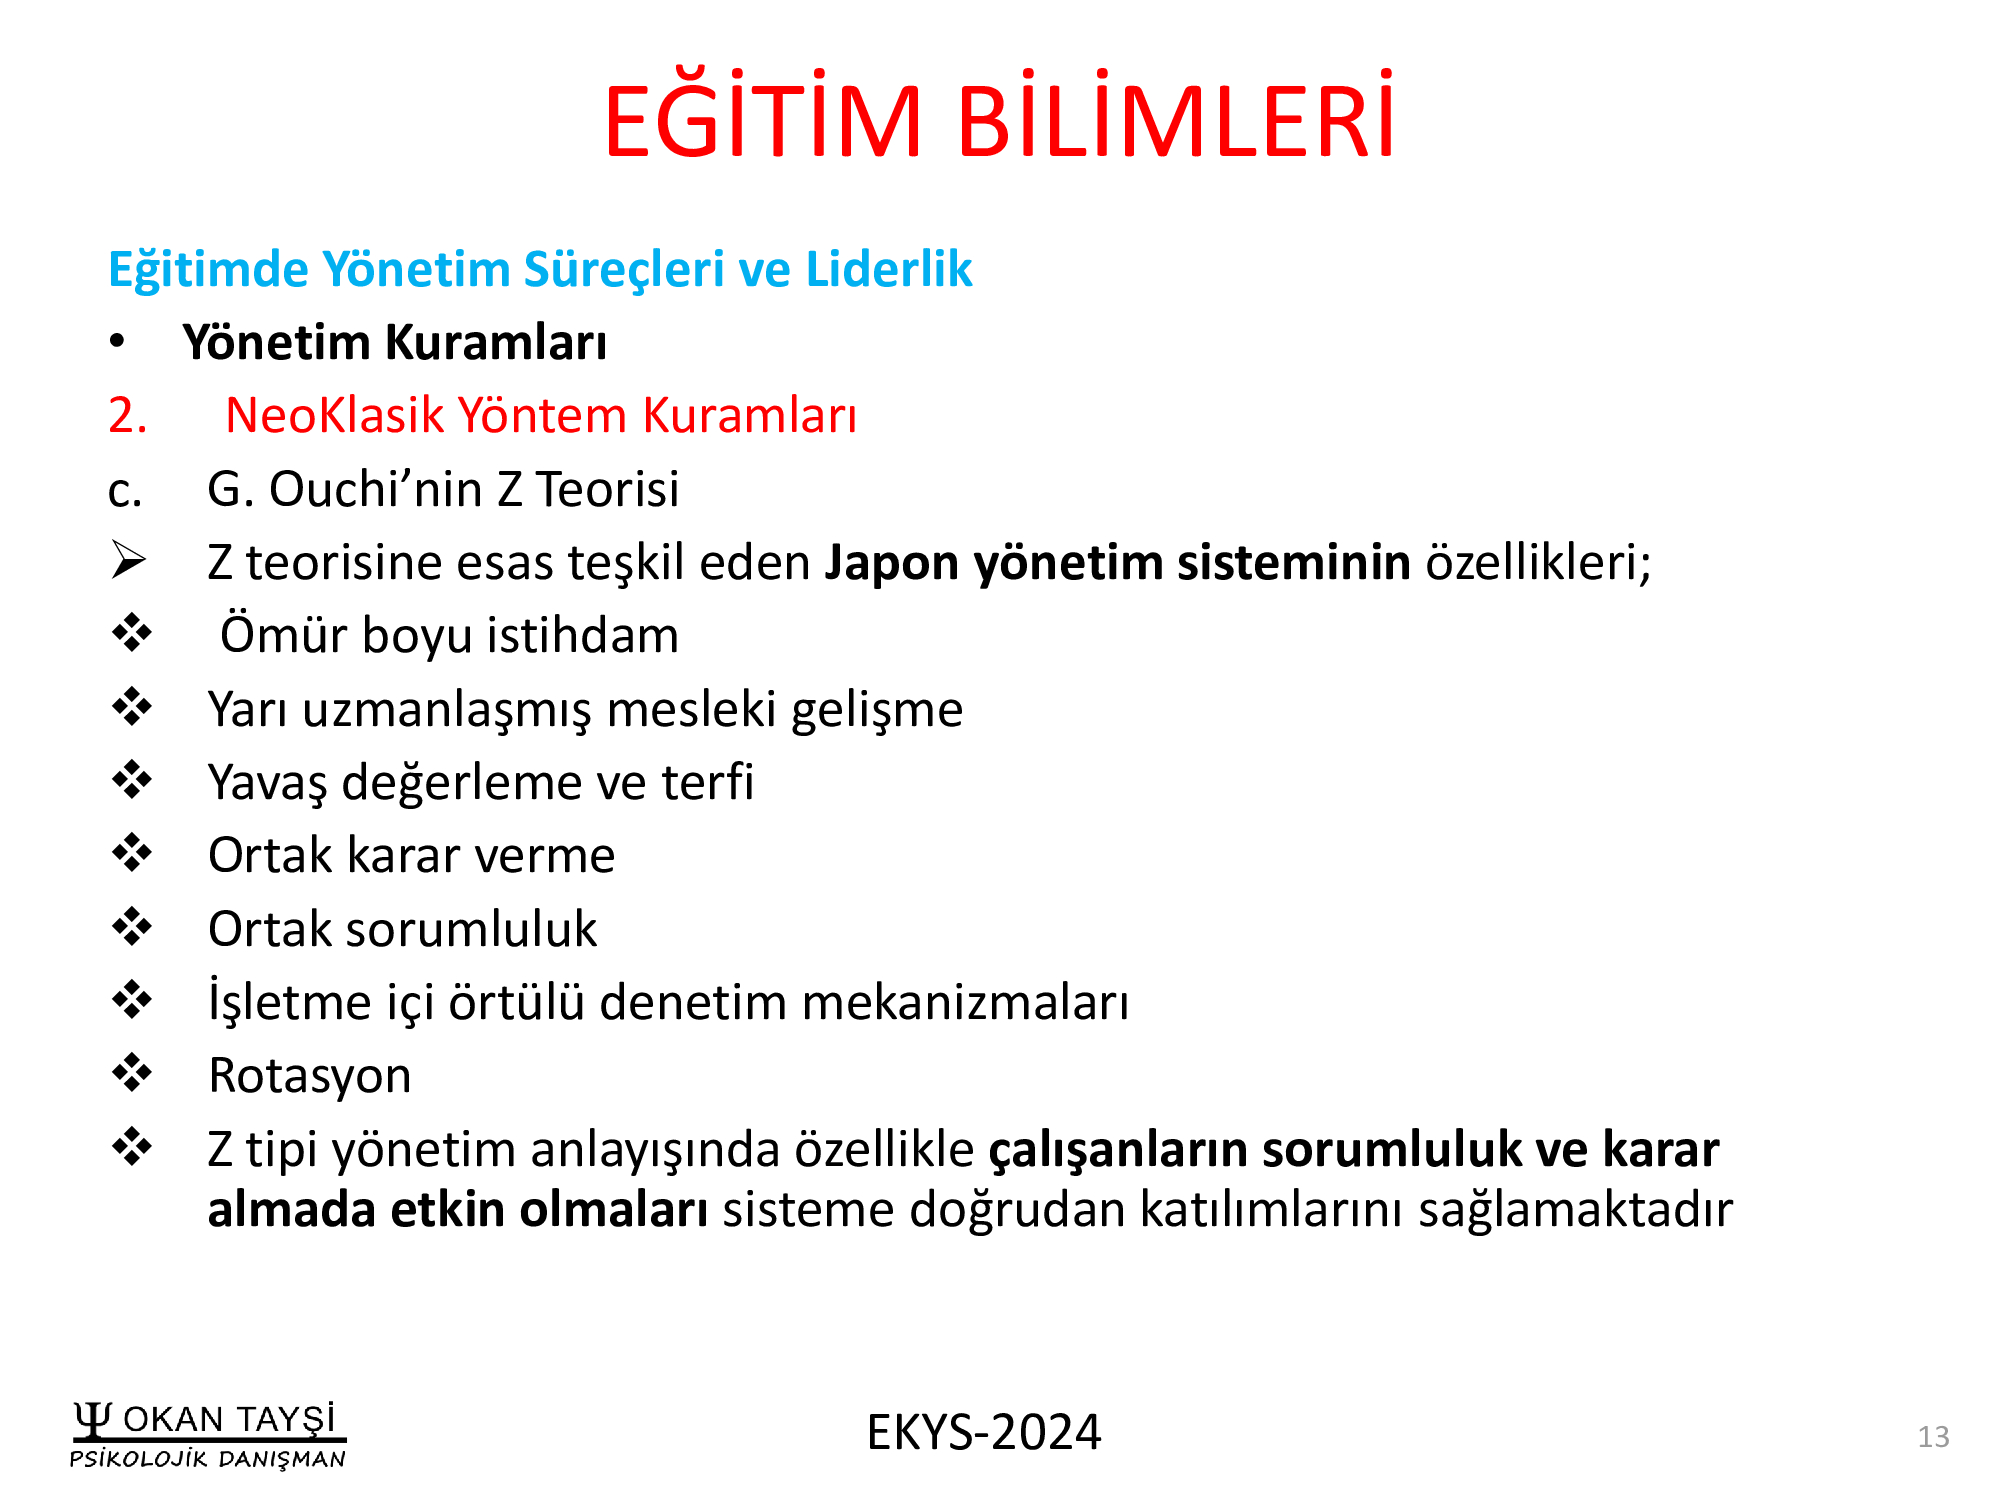 EĞİTİM BİLİMLERİ
Eğitimde Yönetim Süreçleri ve Liderlik
• Yönetim Kuramları
2. NeoKlasik Yöntem Kuramları
c. G. Ouchi’nin Z Teorisi
➢ Z teorisine esas teşkil eden Japon yönetim sisteminin özellikleri;
❖ Ömür boyu istihdam
❖ Yarı uzmanlaşmış mesleki gelişme
❖ Yavaş değerleme ve terfi
❖ Ortak karar verme
❖ Ortak sorumluluk
❖ İşletme içi örtülü denetim mekanizmaları
❖ Rotasyon
❖ Z tipi yönetim anlayışında özellikle çalışanların sorumluluk ve karar
almada etkin olmaları sisteme doğrudan katılımlarını sağlamaktadır
Ψ OKAN TAYŞİ
PSİKOLOJİK DANIŞMAN
EKYS-2024
13